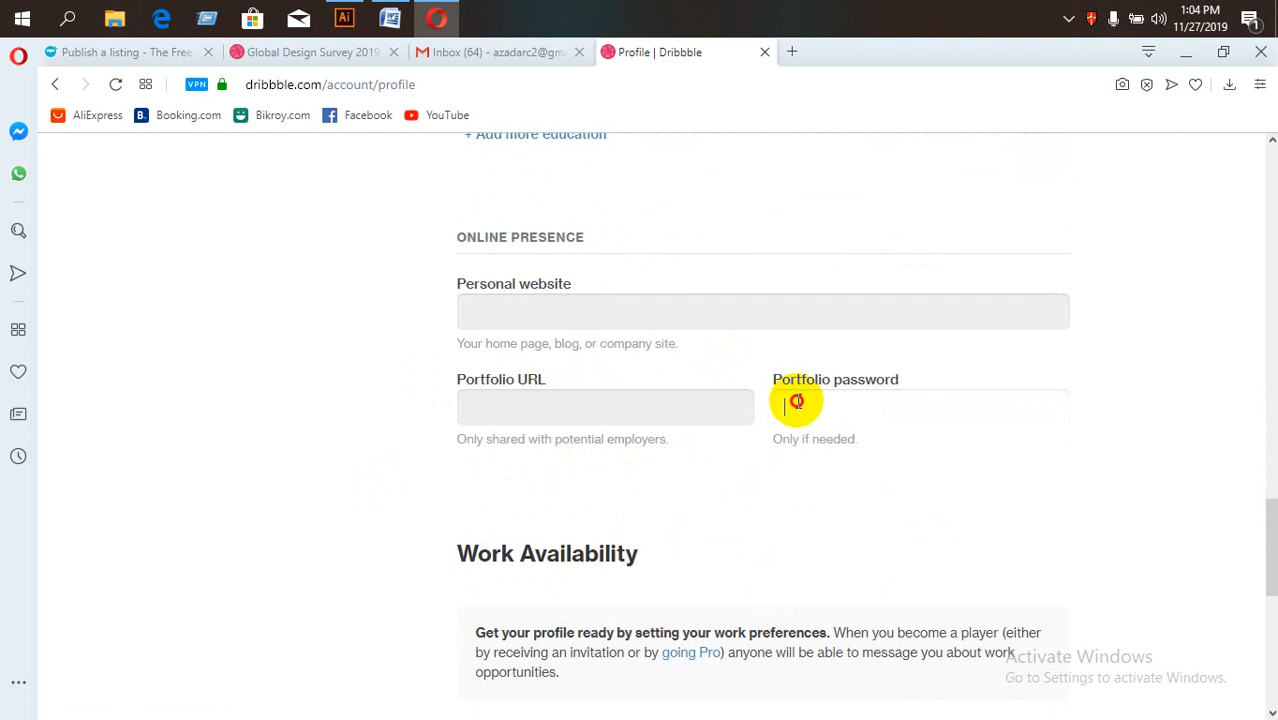 1:04 PM
11/27/2019
Publish a listing - The Free
Global Design Survey 2019
Inbox (64) - azadarc2@gm
Profile | Dribbble
VPN
dribbble.com/account/profile
AliExpress
B. Booking.com
Bikroy.com
Facebook
YouTube
+ Add more education
ONLINE PRESENCE
Personal website
Your home page, blog, or company site.
Portfolio URL
Portfolio password
Only shared with potential employers.
Only if needed.
Work Availability
Get your profile ready by setting your work preferences. When you become a player (either
by receiving an invitation or by going Pro) anyone will be able to message you about work
opportunities.
Activate Windows
Go to Settings to activate Windows.